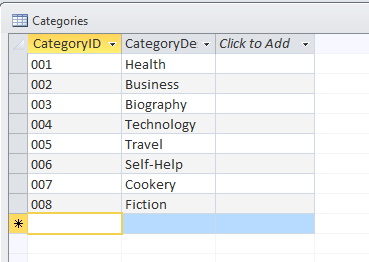 Categories
CategoryID CategoryDe Click to Add
001 Health
002 Business
003 Biography
004 Technology
005 Travel
006 Self-Help
007 Cookery
008 Fiction
*